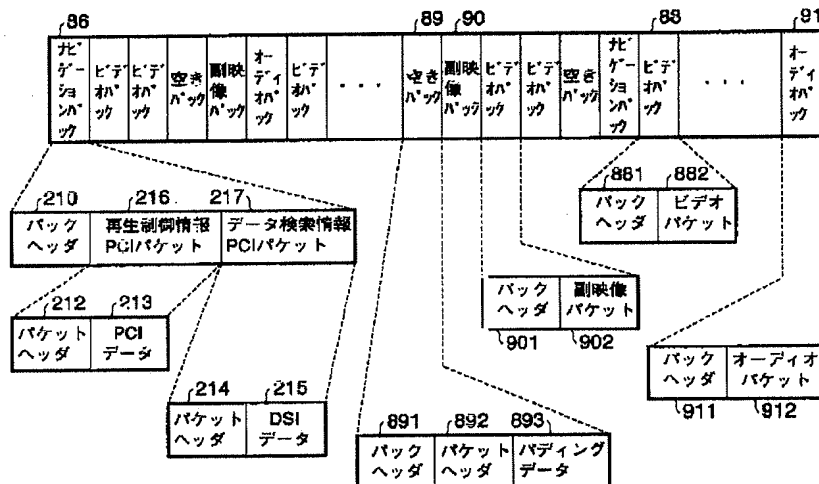 86 89 90 88 91
ナビゲーションパック
ビデオパック
ビデオパック
空きパック
副映像パック
オーディオパック
ビデオパック
・・・
空きパック
副映像パック
ビデオパック
ビデオパック
空きパック
ナビゲーションパック
ビデオパック
・・・
オーディオパック
210 216 217
パックヘッダ
再生制御情報
PCIパケット
データ検索情報
PCIパケット
881 882
パック
ヘッダ
ビデオ
パケット
212 213
パケット
ヘッダ
PCI
データ
パック
ヘッダ
副映像
パケット
901 902
214 215
パケット
ヘッダ
DSI
データ
パック
ヘッダ
オーディオ
パケット
911 912
891 892 893
パック
ヘッダ
パケット
ヘッダ
パディング
データ